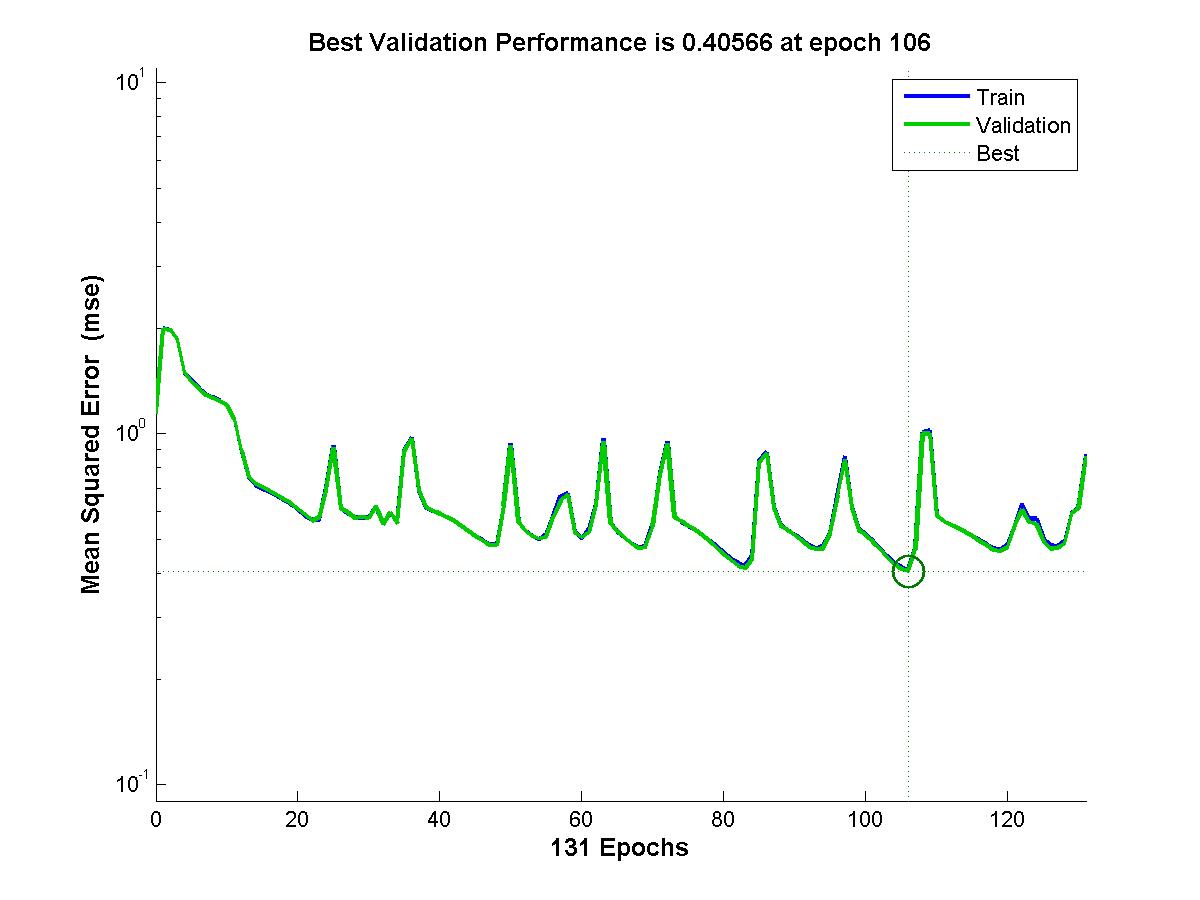 Best Validation Performance is 0.40566 at epoch 106
Train
Validation
Best
Mean Squared Error (mse)
10^1
10^0
10^-1
0 20 40 60 80 100 120
131 Epochs